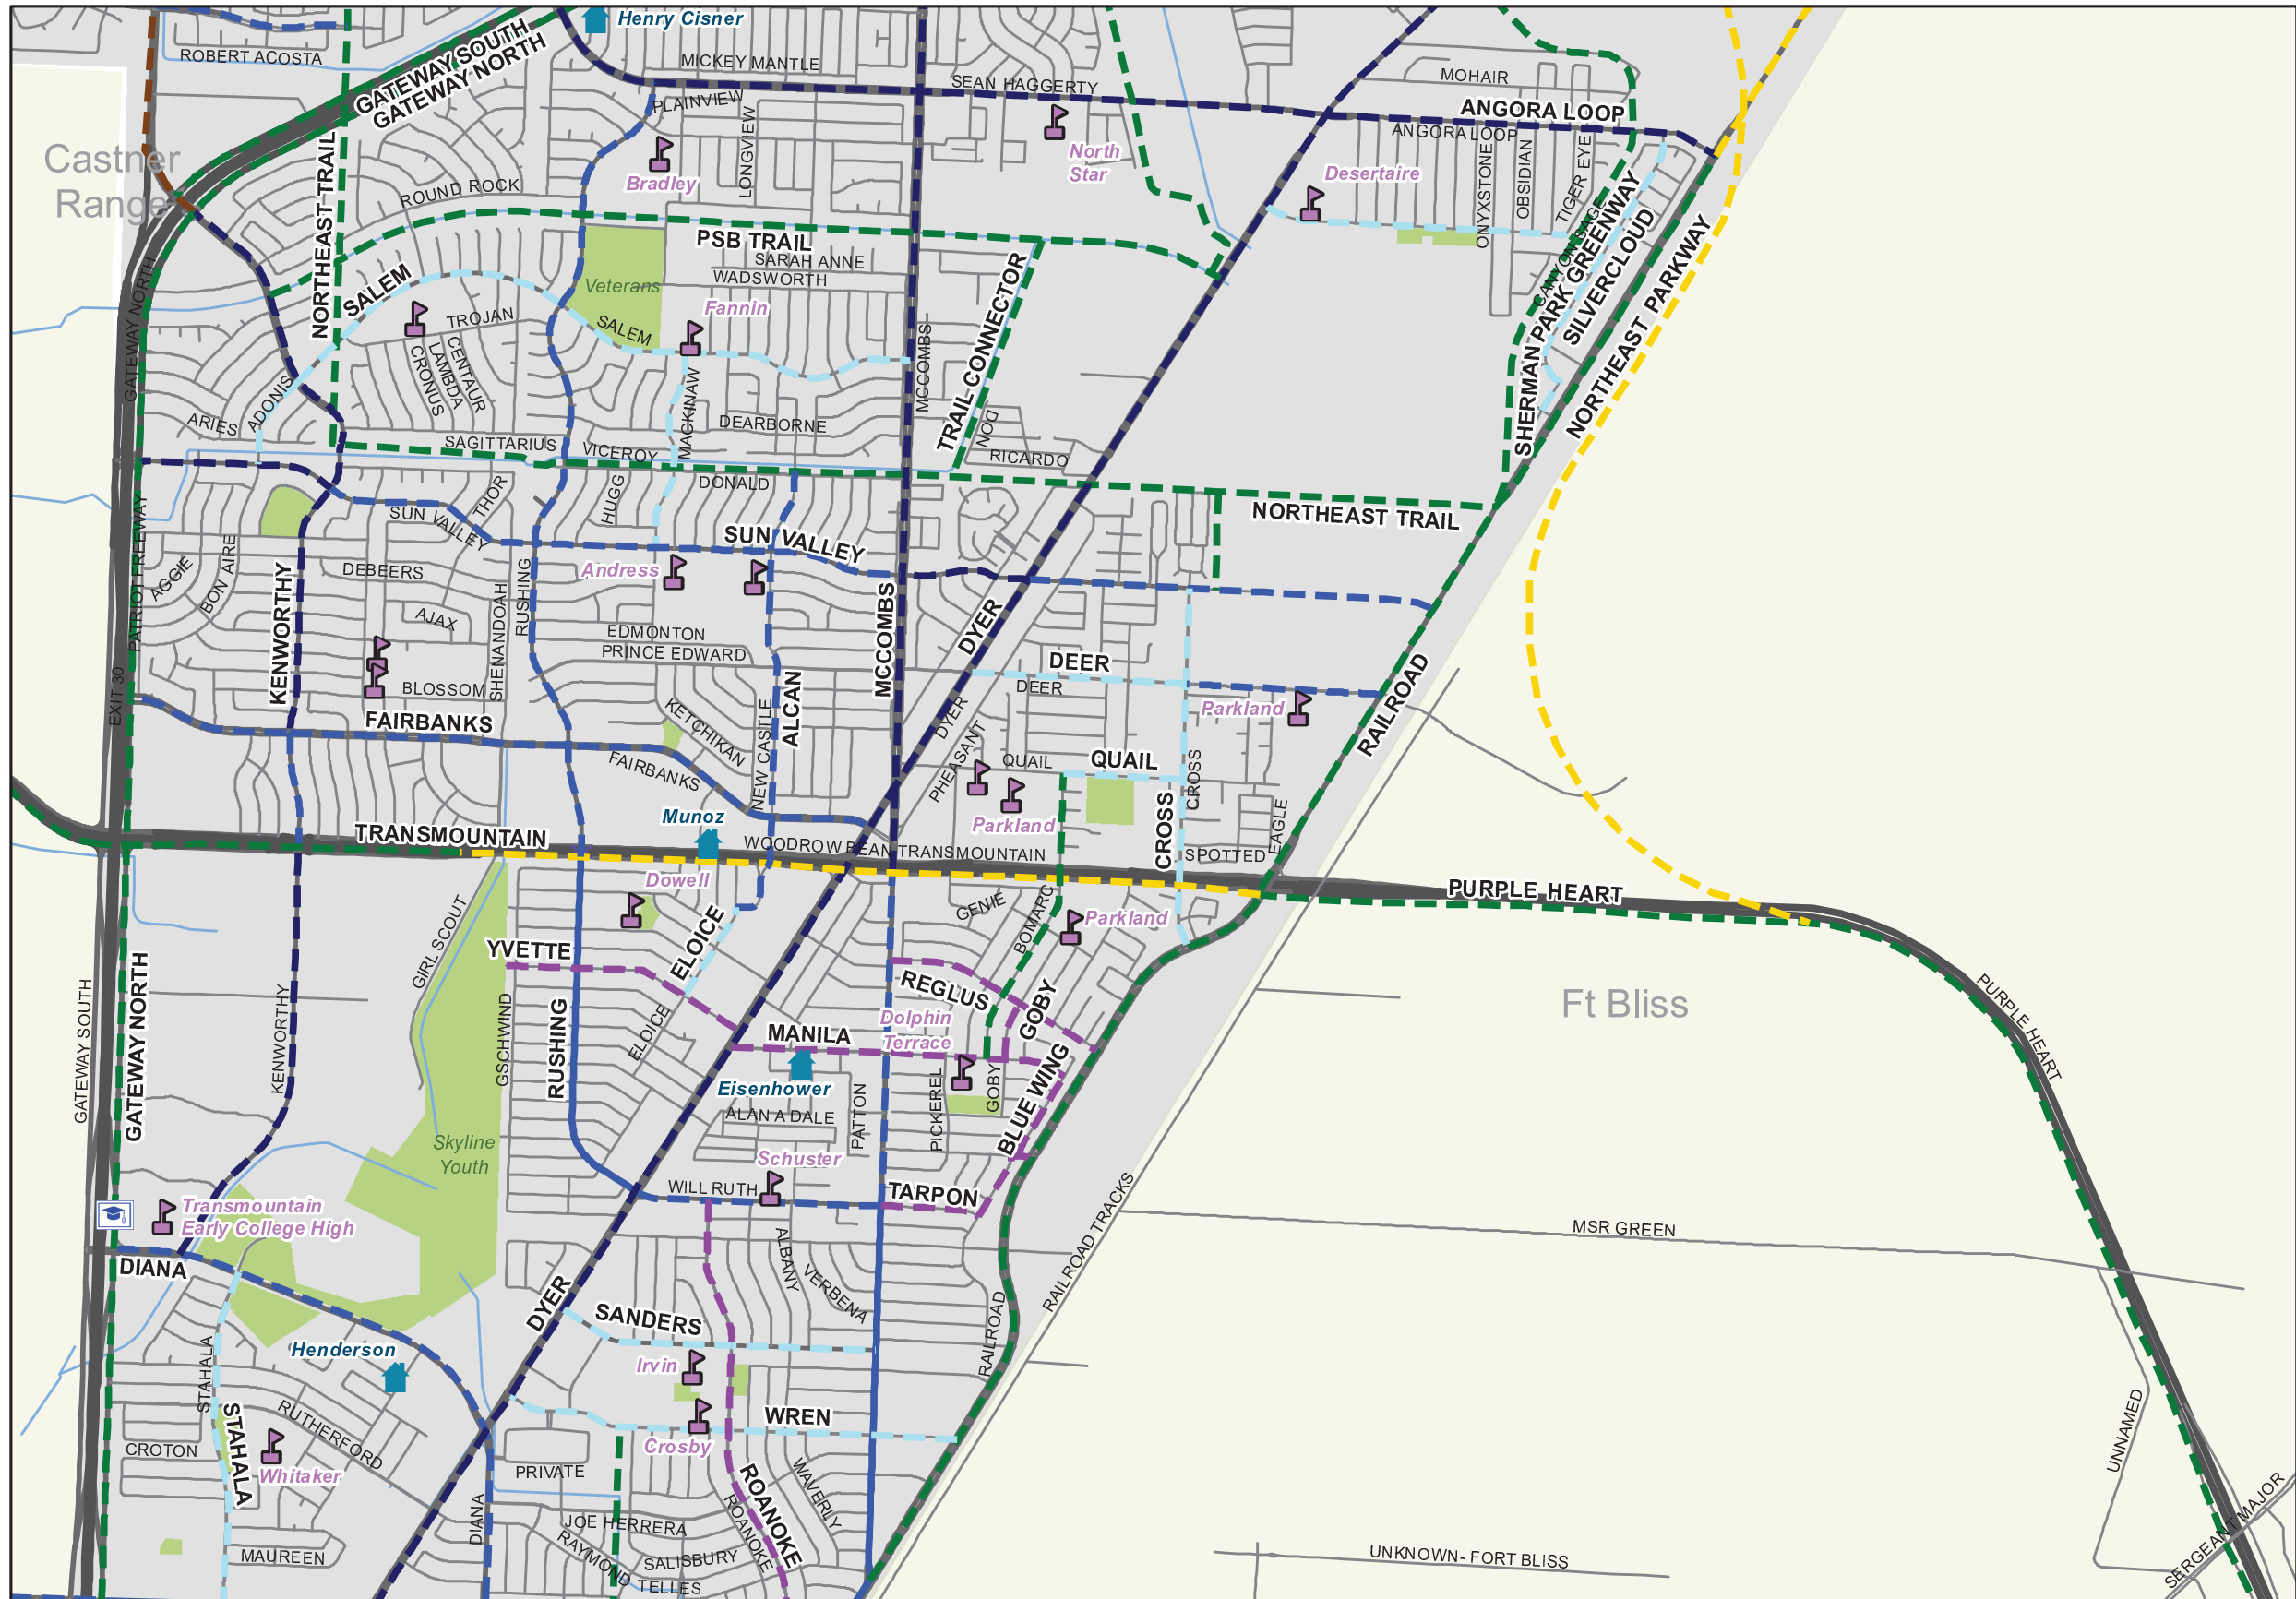 Henry Cisner
GATEWAY SOUTH
GATEWAY NORTH
ROBERT ACOSTA
MICKEY MANTLE
SEAN HAGGERTY
MOHAIR
ANGORA LOOP
ANGORA LOOP
PLAINVIEW
LONGVIEW
Castner
Range
NORTHEAST TRAIL
Bradley
North
Star
Desertaire
ONYXSTONE
OBSIDIAN
TIGER EYE
ROUND ROCK
PSB TRAIL
SARAH ANNE
WADSWORTH
CANYON SAGE
SHERMAN PARK GREENWAY
SILVERCLOUD
NORTHEAST PARKWAY
GATEWAY NORTH
SALEM
Veterans
SALEM
Fannin
TROJAN
CENTAUR
LAMBDA
CRONUS
MCCOMBS
TRAIL CONNECTOR
ARIES
ADONIS
MACKINAW
DEARBORNE
DON
RICARDO
SAGITTARIUS
VICEROY
DONALD
THOR
HUGG
SUN VALLEY
SUN VALLEY
NORTHEAST TRAIL
PATRIOT FREEWAY
AGGIE
BON AIRE
KENWORTHY
DEBEERS
AJAX
SHENANDOAH
RUSHING
Andress
EDMONTON
PRINCE EDWARD
MCCOMBS
DYER
DEER
DEER
EXIT 30
BLOSSOM
FAIRBANKS
KETCHIKAN
NEW CASTLE
ALCAN
FAIRBANKS
DYER
PHEASANT
Parkland
RAILROAD
QUAIL
QUAIL
CROSS
CROSS
Parkland
EAGLE
SPOTTED
Munoz
TRANSMOUNTAIN
WOODROW BEAN TRANSMOUNTAIN
PURPLE HEART
Dowell
GENIE
BOMARC
Parkland
GIRL SCOUT
YVETTE
ELOICE
REGLUS
GOBY
Ft Bliss
PURPLE HEART
GATEWAY SOUTH
GATEWAY NORTH
KENWORTHY
GSCHWIND
RUSHING
ELOICE
MANILA
Dolphin
Terrace
Eisenhower
ALAN A DALE
PATTON
PICKEREL
GOBY
BLUE WING
Skyline
Youth
Schuster
WILL RUTH
TARPON
Transmountain
Early College High
DIANA
ALBANY
VERBENA
RAILROAD TRACKS
MSR GREEN
DYER
SANDERS
RAILROAD
Henderson
Irvin
STAHALA
STAHALA
RUTHERFORD
CROTON
Whitaker
WREN
Crosby
PRIVATE
WAVERLY
ROANOKE
ROANOKE
JOE HERRERA
SALISBURY
RAYMOND TELLES
DIANA
MAUREEN
UNNAMED
SERGEANT MAJOR
UNKNOWN- FORT BLISS